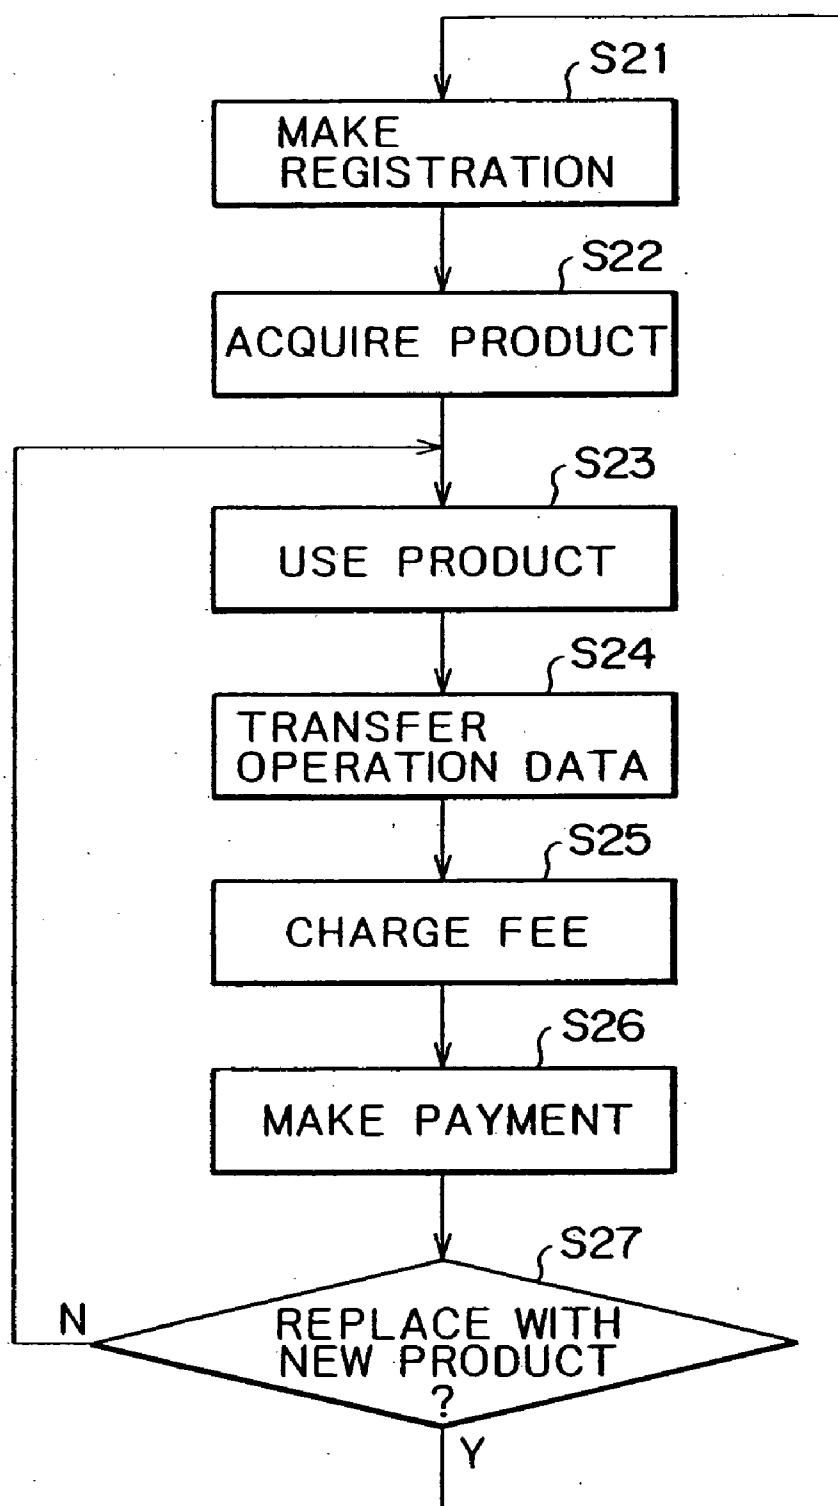 S21
MAKE
REGISTRATION
S22
ACQUIRE PRODUCT
S23
USE PRODUCT
S24
TRANSFER
OPERATION DATA
S25
CHARGE FEE
S26
MAKE PAYMENT
S27
N
REPLACE WITH
NEW PRODUCT
?
Y